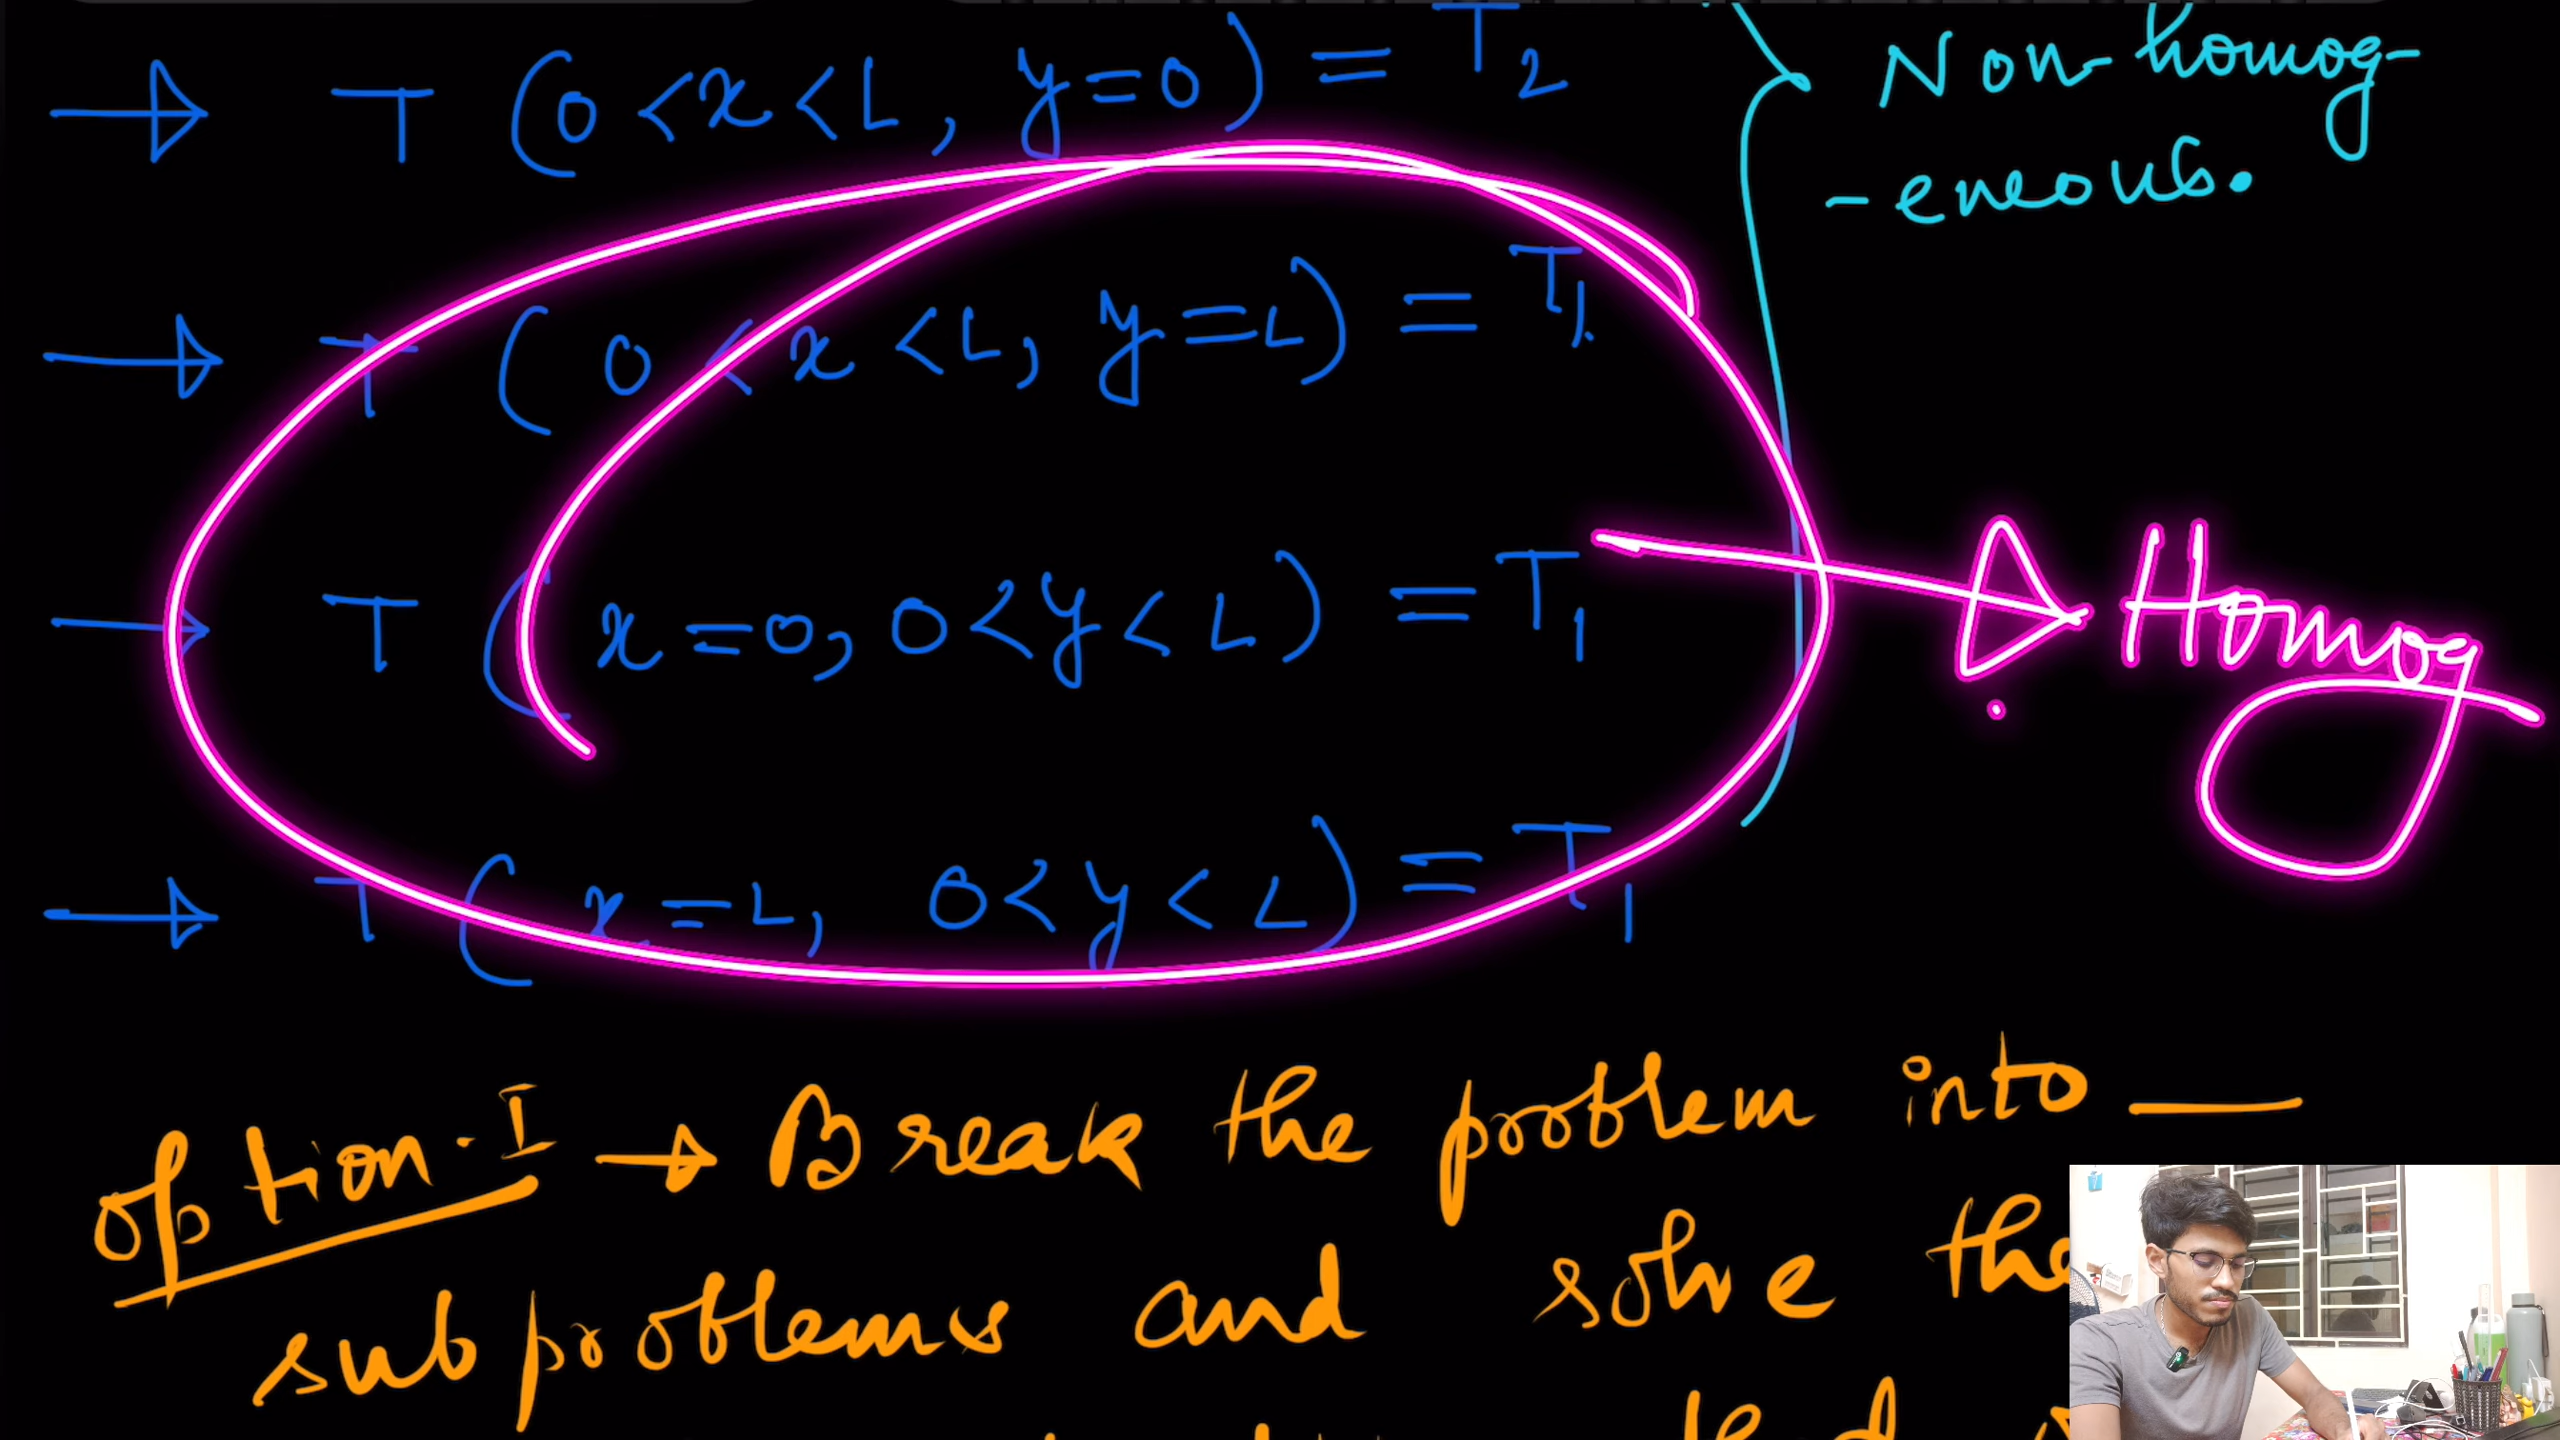 → T (0 < x < L, y = 0) = T₂
Non-homog-
-eneous.
→ T (0 < x < L, y = L) = T₁.
→ T (x = 0, 0 < y < L) = T₁
Homog
→ T (x = L, 0 < y < L) = T₁
Option-I → Break the problem into
subproblems and solve the